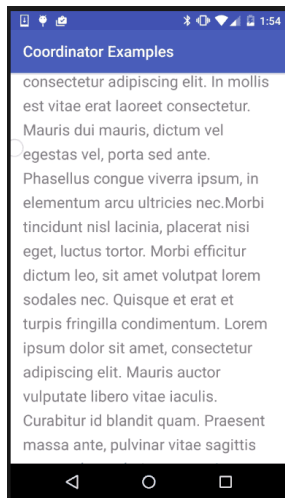 1:54
Coordinator Examples
consectetur adipiscing elit. In mollis
est vitae erat laoreet consectetur.
Mauris dui mauris, dictum vel
egestas vel, porta sed ante.
Phasellus congue viverra ipsum, in
elementum arcu ultricies nec.Morbi
tincidunt nisl lacinia, placerat nisi
eget, luctus tortor. Morbi efficitur
dictum leo, sit amet volutpat lorem
sodales nec. Quisque et erat et
turpis fringilla condimentum. Lorem
ipsum dolor sit amet, consectetur
adipiscing elit. Mauris auctor
vulputate libero vitae iaculis.
Curabitur id blandit quam. Praesent
massa ante, pulvinar vitae sagittis